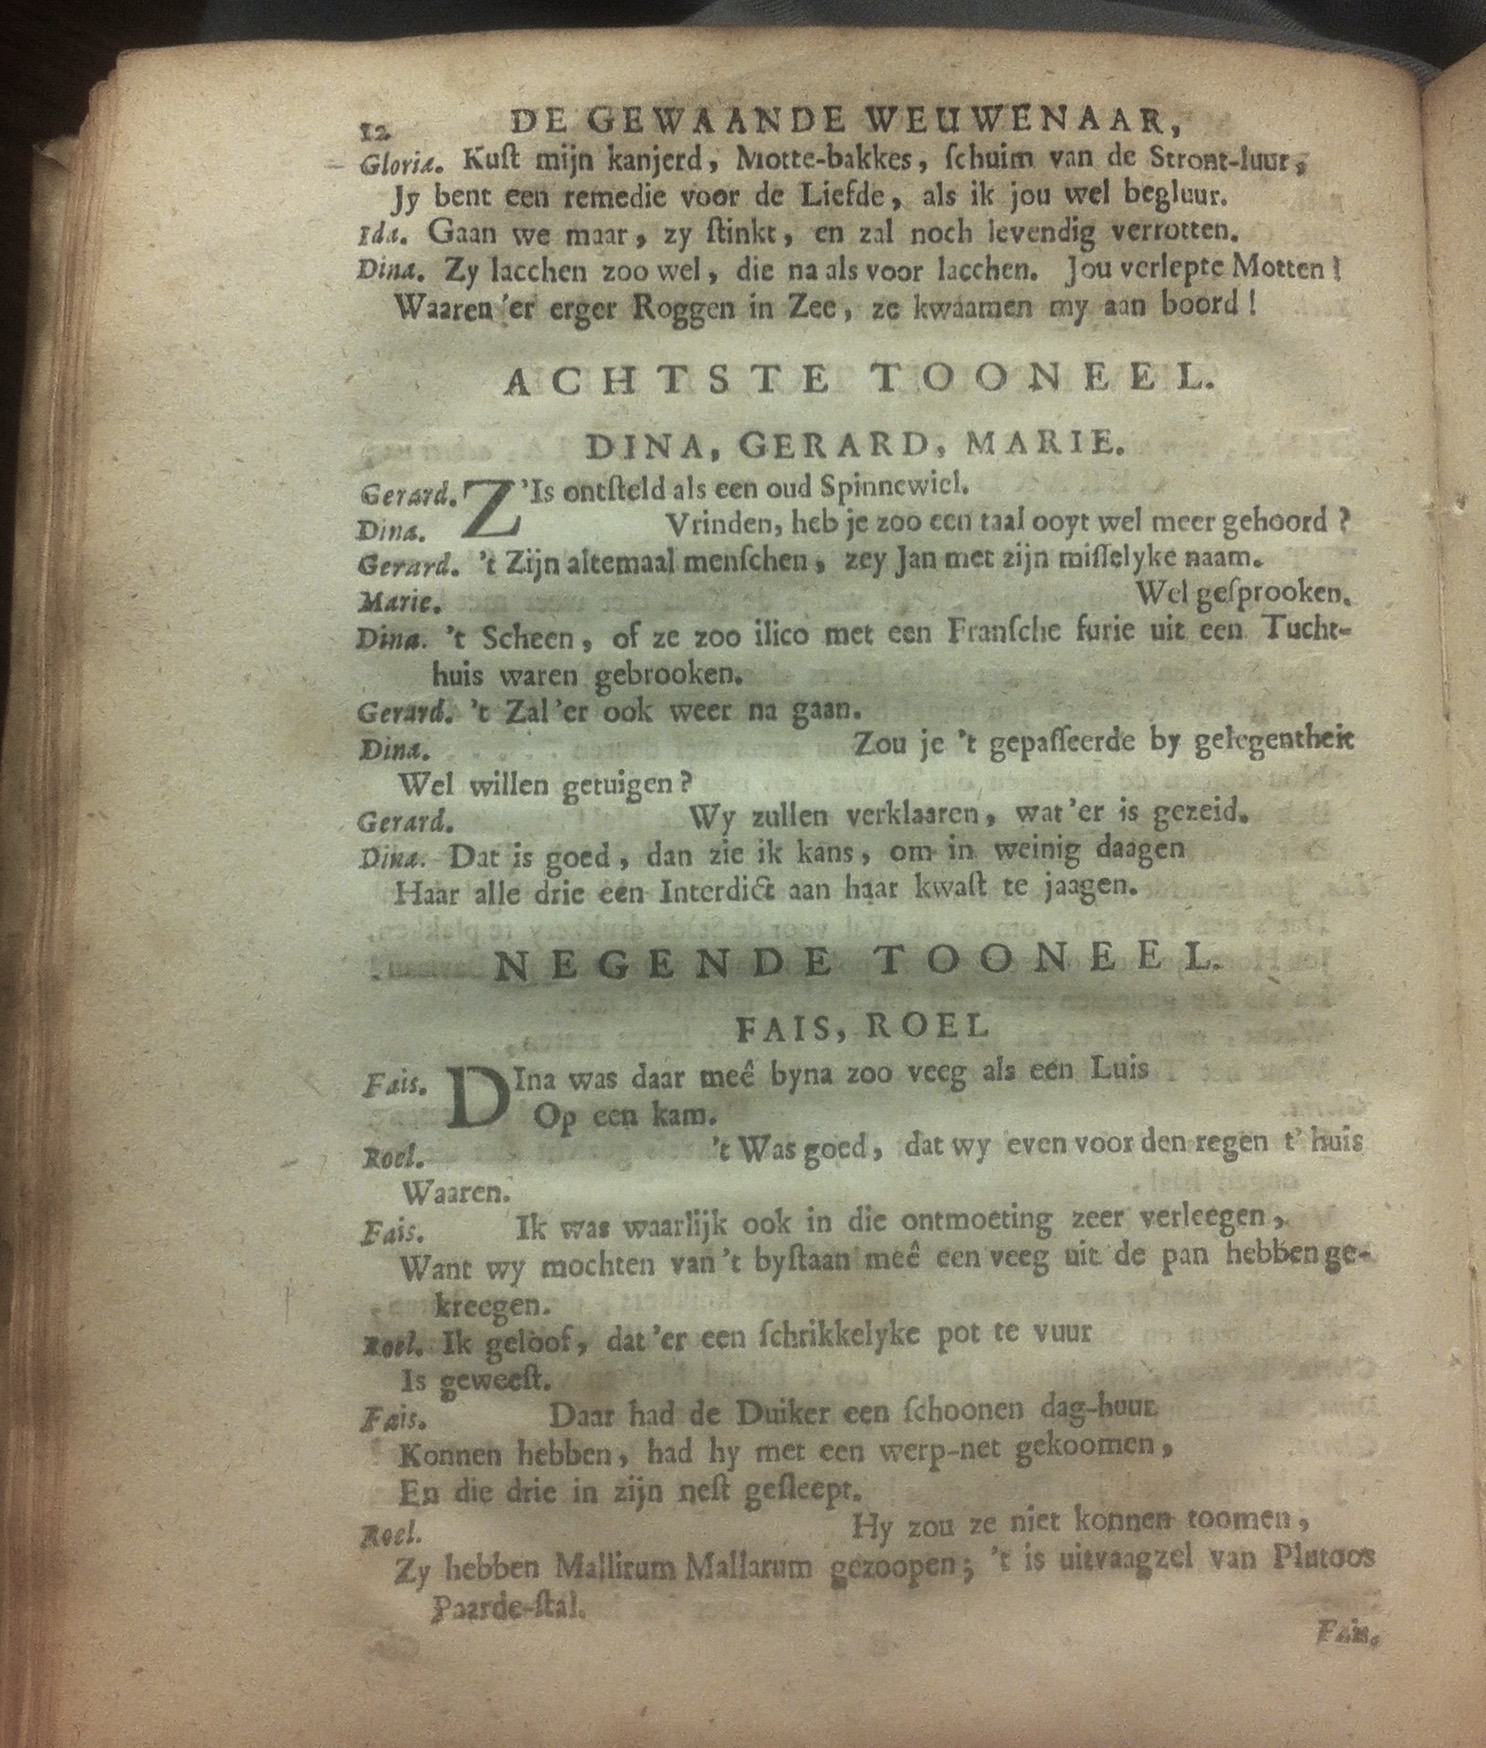 12 DE GEWAANDE WEUWENAAR,
Gloria. Kuſt mijn kanjerd, Motte-bakkes, ſchuim van de Stront-luur,
Jy bent een remedie voor de Liefde, als ik jou wel begluur.
Ida. Gaan we maar, zy ſtinkt, en zal noch levendig verrotten.
Dina. Zy lacchen zoo wel, die na als voor lacchen. Jou verlepte Motten!
Waaren 'er erger Roggen in Zee, ze kwaamen my aan boord!
ACHTSTE TOONEEL.
DINA, GERARD, MARIE.
Gerard. Z'Is ontſteld als een oud Spinnewiel.
Dina. Vrinden, heb je zoo een taal ooyt wel meer gehoord?
Gerard. 't Zijn altemaal menſchen, zey Jan met zijn miſſelyke naam.
Marie. Wel geſprooken.
Dina. 't Scheen, of ze zoo ilico met een Franſche furie uit een Tucht-
huis waren gebrooken.
Gerard. 't Zal 'er ook weer na gaan.
Dina. Zou je 't gepaſſeerde by gelegentheit
Wel willen getuigen?
Gerard. Wy zullen verklaaren, wat 'er is gezeid.
Dina. Dat is goed, dan zie ik kans, om in weinig daagen
Haar alle drie een Interdict aan haar kwaſt te jaagen.
NEGENDE TOONEEL.
FAIS, ROEL
Fais. DIna was daar meê byna zoo veeg als een Luis
Op een kam.
Roel. 't Was goed, dat wy even voor den regen t' huis
Waaren.
Fais. Ik was waarlijk ook in die ontmoeting zeer verleegen,
Want wy mochten van 't byſtaan meê een veeg uit de pan hebben ge-
kreegen.
Roel. Ik geloof, dat 'er een ſchrikkelyke pot te vuur
Is geweeſt.
Fais. Daar had de Duiker een ſchoonen dag-huur
Konnen hebben, had hy met een werp-net gekoomen,
En die drie in zijn neſt geſleept.
Roel. Hy zou ze niet konnen toomen,
Zy hebben Mallirum Mallarum gezoopen; 't is uitvaagzel van Plutoos
Paarde-ſtal.
Fais.